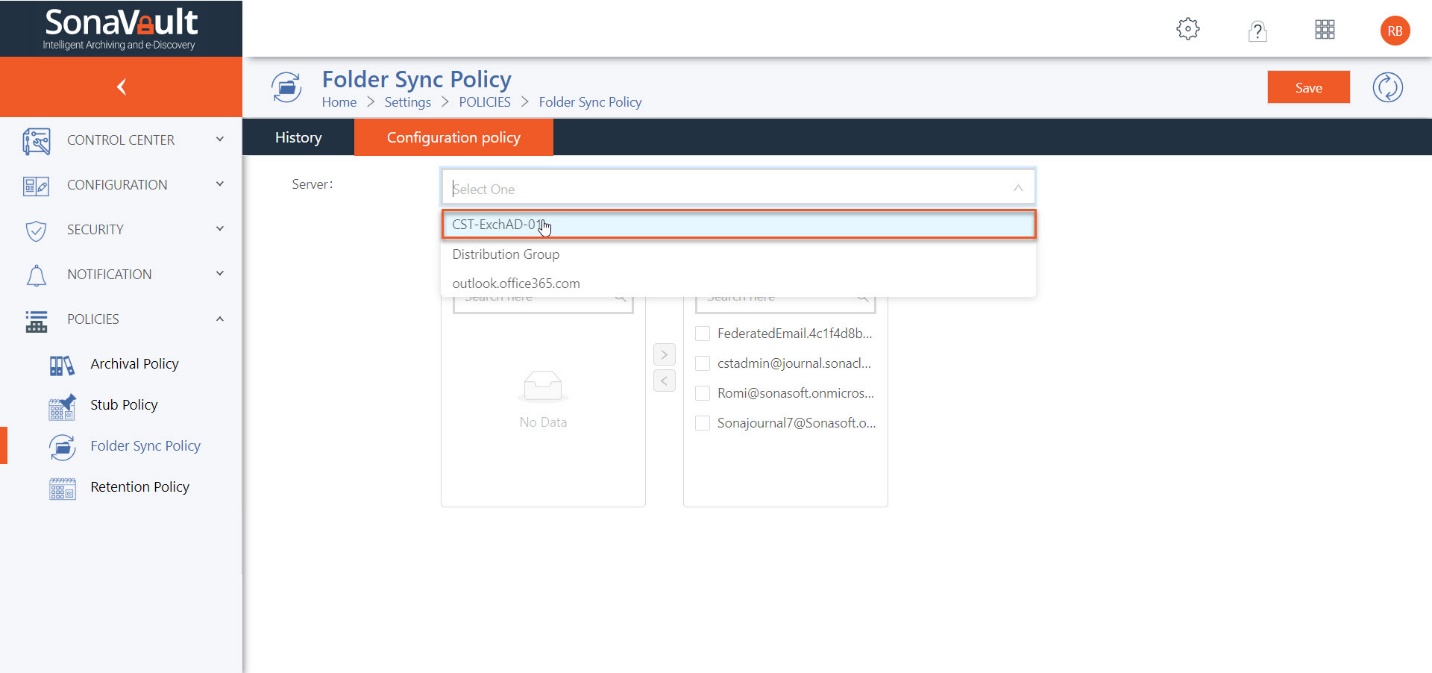 SonaVault
Intelligent Archiving and e-Discovery
?
RB
Folder Sync Policy
Home > Settings > POLICIES > Folder Sync Policy
Save
CONTROL CENTER
CONFIGURATION
SECURITY
NOTIFICATION
POLICIES
Archival Policy
Stub Policy
Folder Sync Policy
Retention Policy
History
Configuration policy
Server:
Select One
CST-ExchAD-01
Distribution Group
outlook.office365.com
Search here
Search here
No Data
>
<
FederatedEmail.4c1f4d8b...
cstadmin@journal.sonacl...
Romi@sonasoft.onmicros...
Sonajournal7@Sonasoft.o...